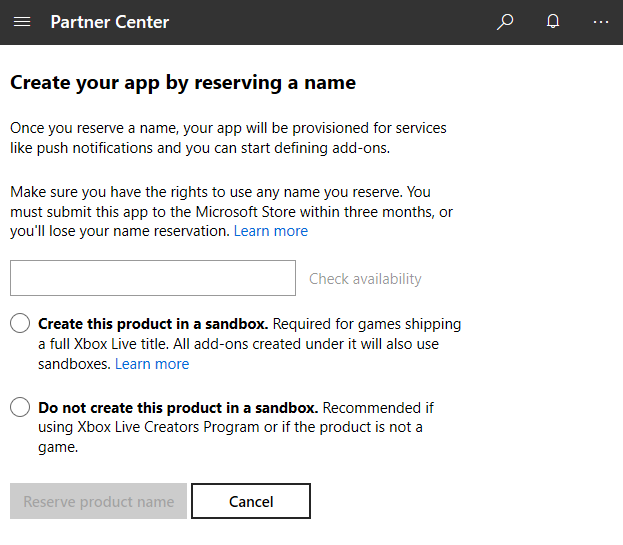 Partner Center
Create your app by reserving a name
Once you reserve a name, your app will be provisioned for services
like push notifications and you can start defining add-ons.
Make sure you have the rights to use any name you reserve. You
must submit this app to the Microsoft Store within three months, or
you'll lose your name reservation. Learn more
Check availability
Create this product in a sandbox. Required for games shipping
a full Xbox Live title. All add-ons created under it will also use
sandboxes. Learn more
Do not create this product in a sandbox. Recommended if
using Xbox Live Creators Program or if the product is not a
game.
Reserve product name Cancel